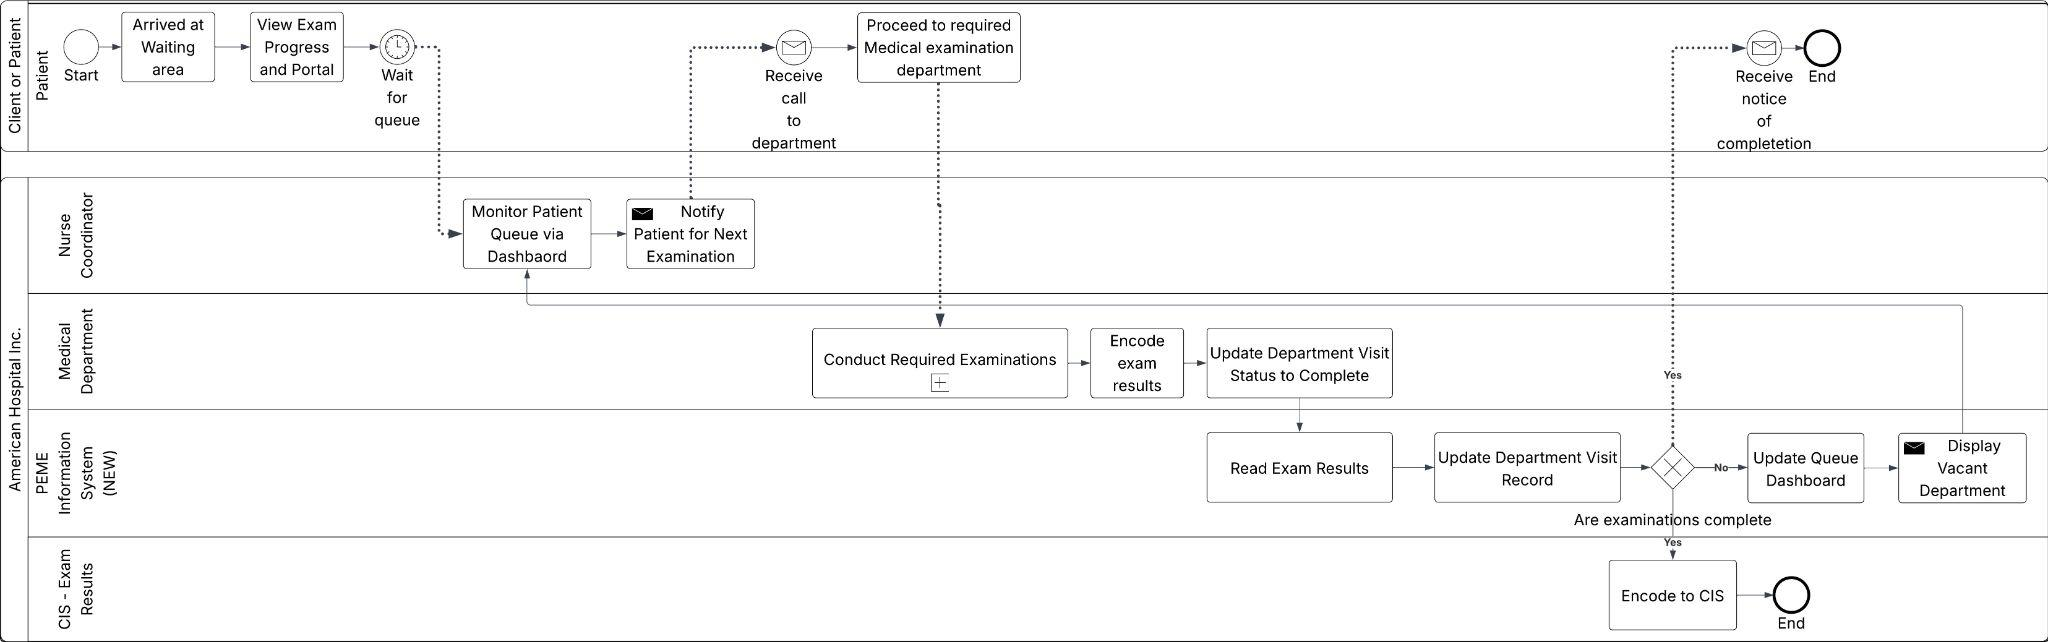 Client or Patient
Patient
Start
Arrived at
Waiting
area
View Exam
Progress
and Portal
Wait
for
queue
Receive
call
to
department
Proceed to required
Medical examination
department
Receive
notice
of
completetion
End
American Hospital Inc.
Nurse
Coordinator
Monitor Patient
Queue via
Dashbaord
Notify
Patient for Next
Examination
Medical
Department
Conduct Required Examinations
Encode
exam
results
Update Department Visit
Status to Complete
Yes
PEME
Information
System
(NEW)
Read Exam Results
Update Department Visit
Record
Are examinations complete
No
Update Queue
Dashboard
Display
Vacant
Department
Yes
CIS - Exam
Results
Encode to CIS
End